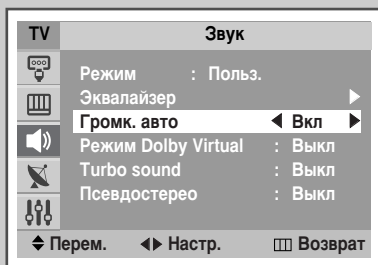 TV Звук
Режим : Польз.
Эквалайзер
Громк. авто Вкл
Режим Dolby Virtual : Выкл
Turbo sound : Выкл
Псевдостерео : Выкл
Перем. Настр. Возврат